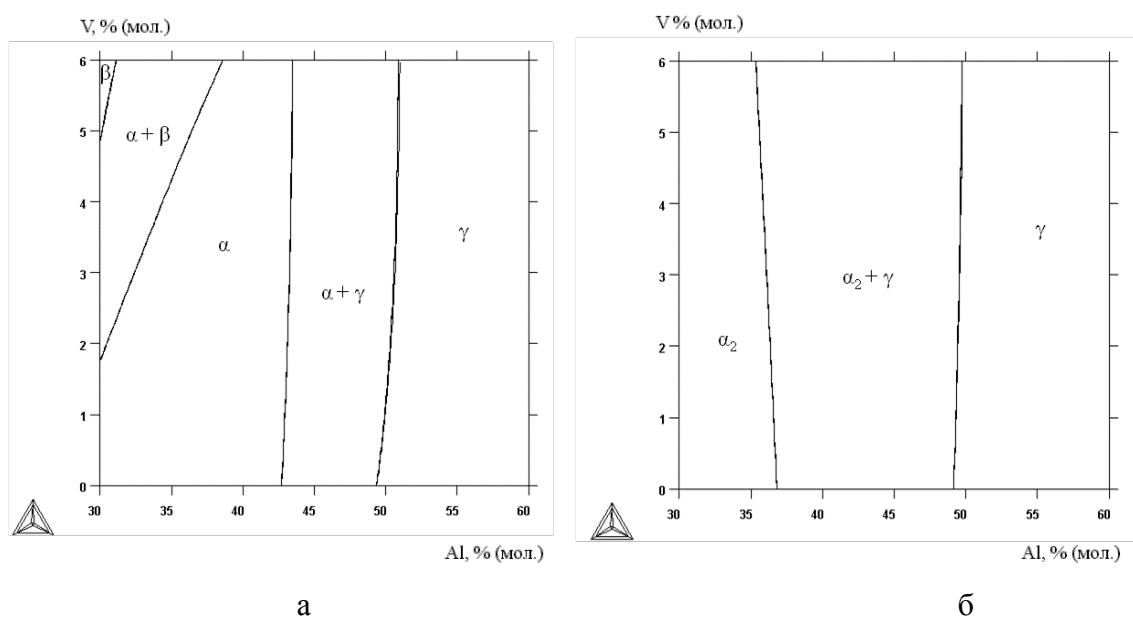 V, % (мол.)
6
5
4
3
2
1
0
β
α + β
α
α + γ
γ
30 35 40 45 50 55 60
Al, % (мол.)
а
V % (мол.)
6
5
4
3
2
1
0
α₂
α₂ + γ
γ
30 35 40 45 50 55 60
Al, % (мол.)
б